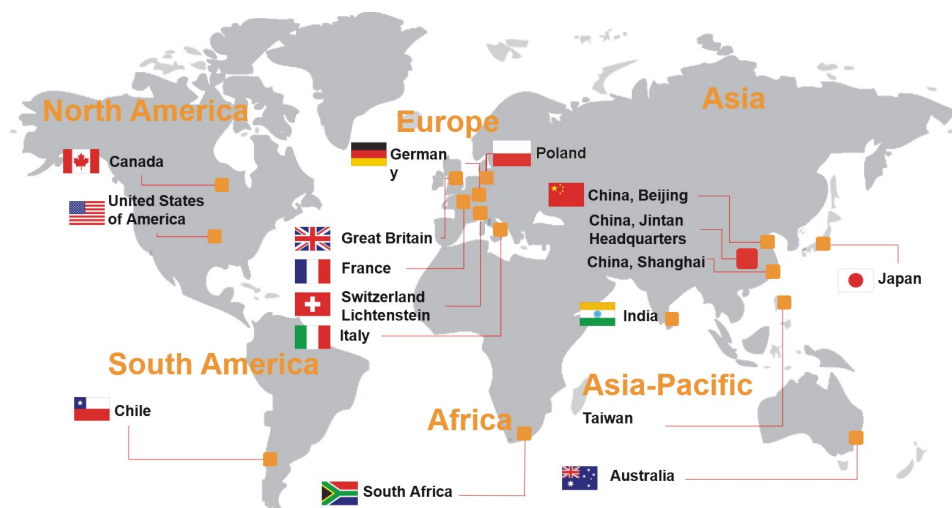 North America
Canada
United States
of America
South America
Chile
Europe
German
y
Poland
Great Britain
France
Switzerland
Lichtenstein
Italy
Africa
South Africa
Asia
China, Beijing
China, Jintan
Headquarters
China, Shanghai
Japan
India
Asia-Pacific
Taiwan
Australia